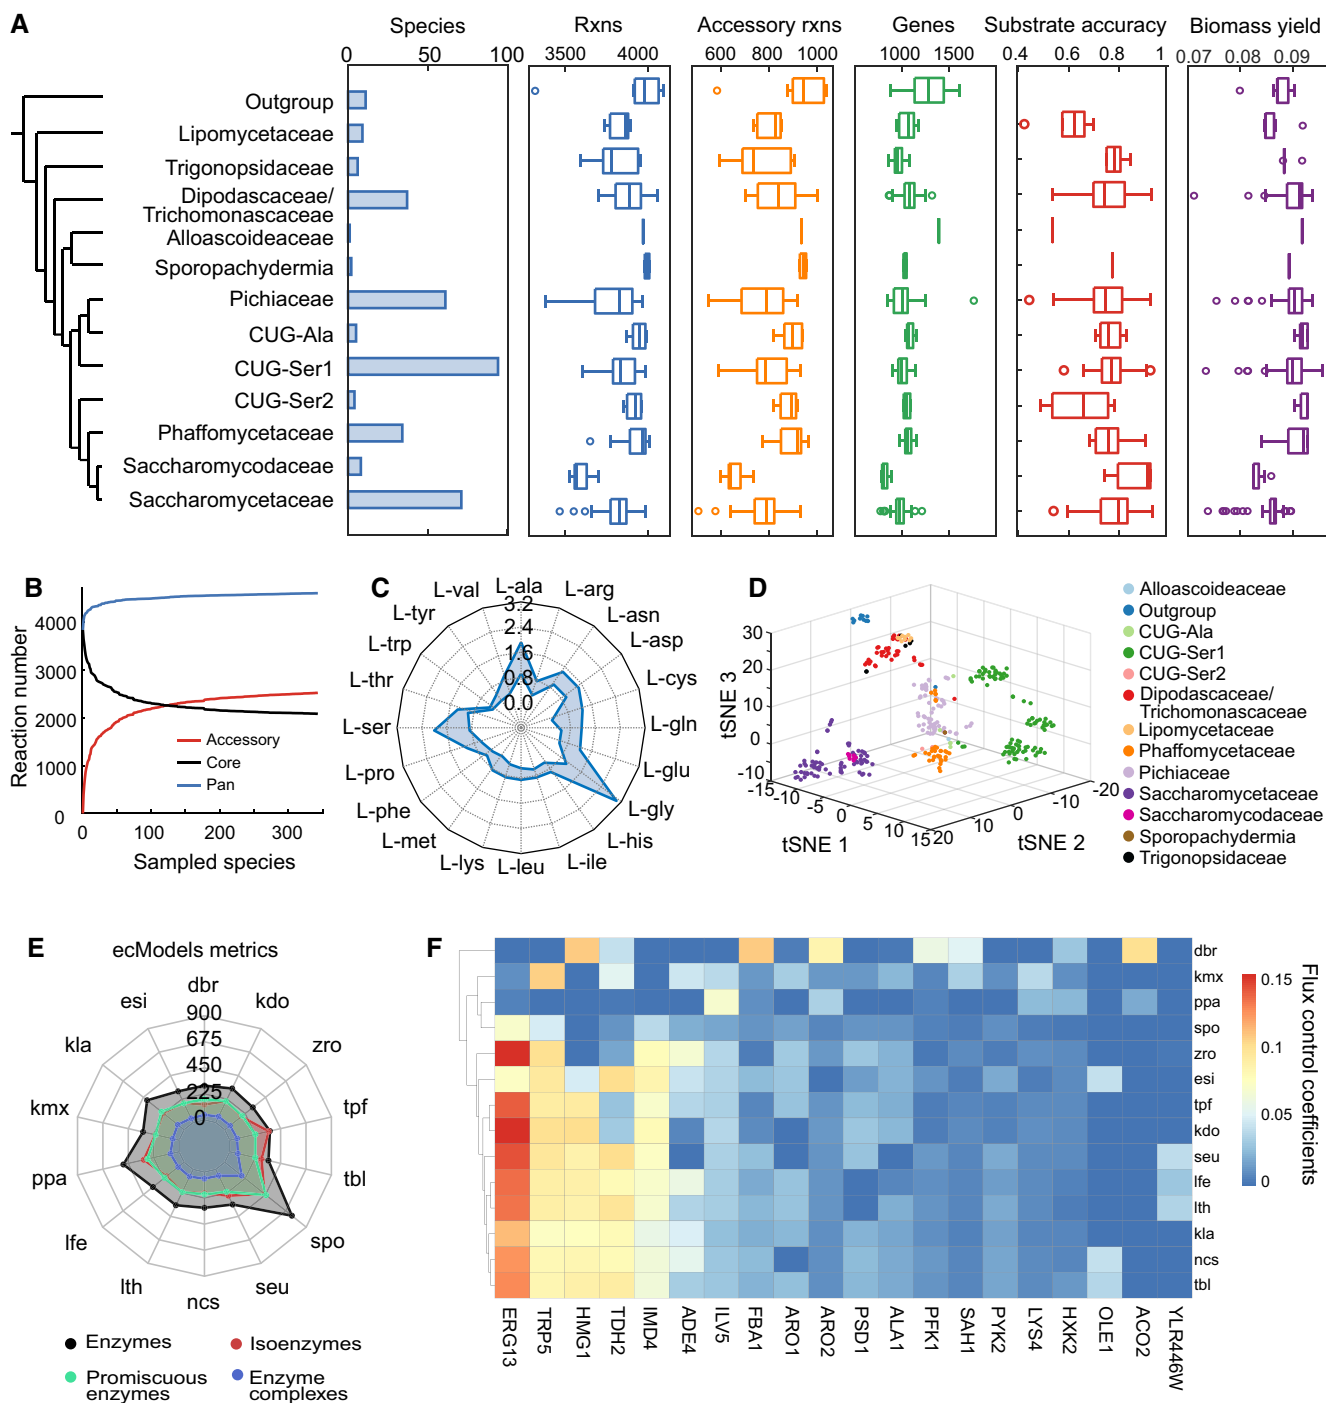 A
Species
Rxns
Accessory rxns
Genes
Substrate accuracy
Biomass yield
0 50 100
3500 4000
600 800 1000
1000 1500
0.4 0.6 0.8 1
0.07 0.08 0.09
Outgroup
Lipomycetaceae
Trigonopsidaceae
Dipodascaceae/
Trichomonascaceae
Alloascoideaceae
Sporopachydermia
Pichiaceae
CUG-Ala
CUG-Ser1
CUG-Ser2
Phaffomycetaceae
Saccharomycodaceae
Saccharomycetaceae
B
Reaction number
4000
3000
2000
1000
0
Accessory
Core
Pan
0 100 200 300
Sampled species
C
L-ala
L-arg
L-asn
L-asp
L-cys
L-gln
L-glu
L-gly
L-his
L-ile
L-leu
L-lys
L-met
L-phe
L-pro
L-ser
L-thr
L-trp
L-tyr
L-val
3.2
2.4
1.6
0.8
0.0
D
tSNE 3
30
20
10
0
-10
-15 -10 -5 0 5 10 15
tSNE 1
20 10 0 -10 -20
tSNE 2
Alloascoideaceae
Outgroup
CUG-Ala
CUG-Ser1
CUG-Ser2
Dipodascaceae/
Trichomonascaceae
Lipomycetaceae
Phaffomycetaceae
Pichiaceae
Saccharomycetaceae
Saccharomycodaceae
Sporopachydermia
Trigonopsidaceae
E
ecModels metrics
dbr
kdo
zro
tpf
tbl
spo
seu
ncs
lth
lfe
ppa
kmx
kla
esi
900
675
450
225
0
Enzymes
Isoenzymes
Promiscuous
enzymes
Enzyme
complexes
F
dbr
kmx
ppa
spo
zro
esi
tpf
kdo
seu
lfe
lth
kla
ncs
tbl
ERG13
TRP5
HMG1
TDH2
IMD4
ADE4
ILV5
FBA1
ARO1
ARO2
PSD1
ALA1
PFK1
SAH1
PYK2
LYS4
HXK2
OLE1
ACO2
YLR446W
0.15
0.1
0.05
0
Flux control coefficients